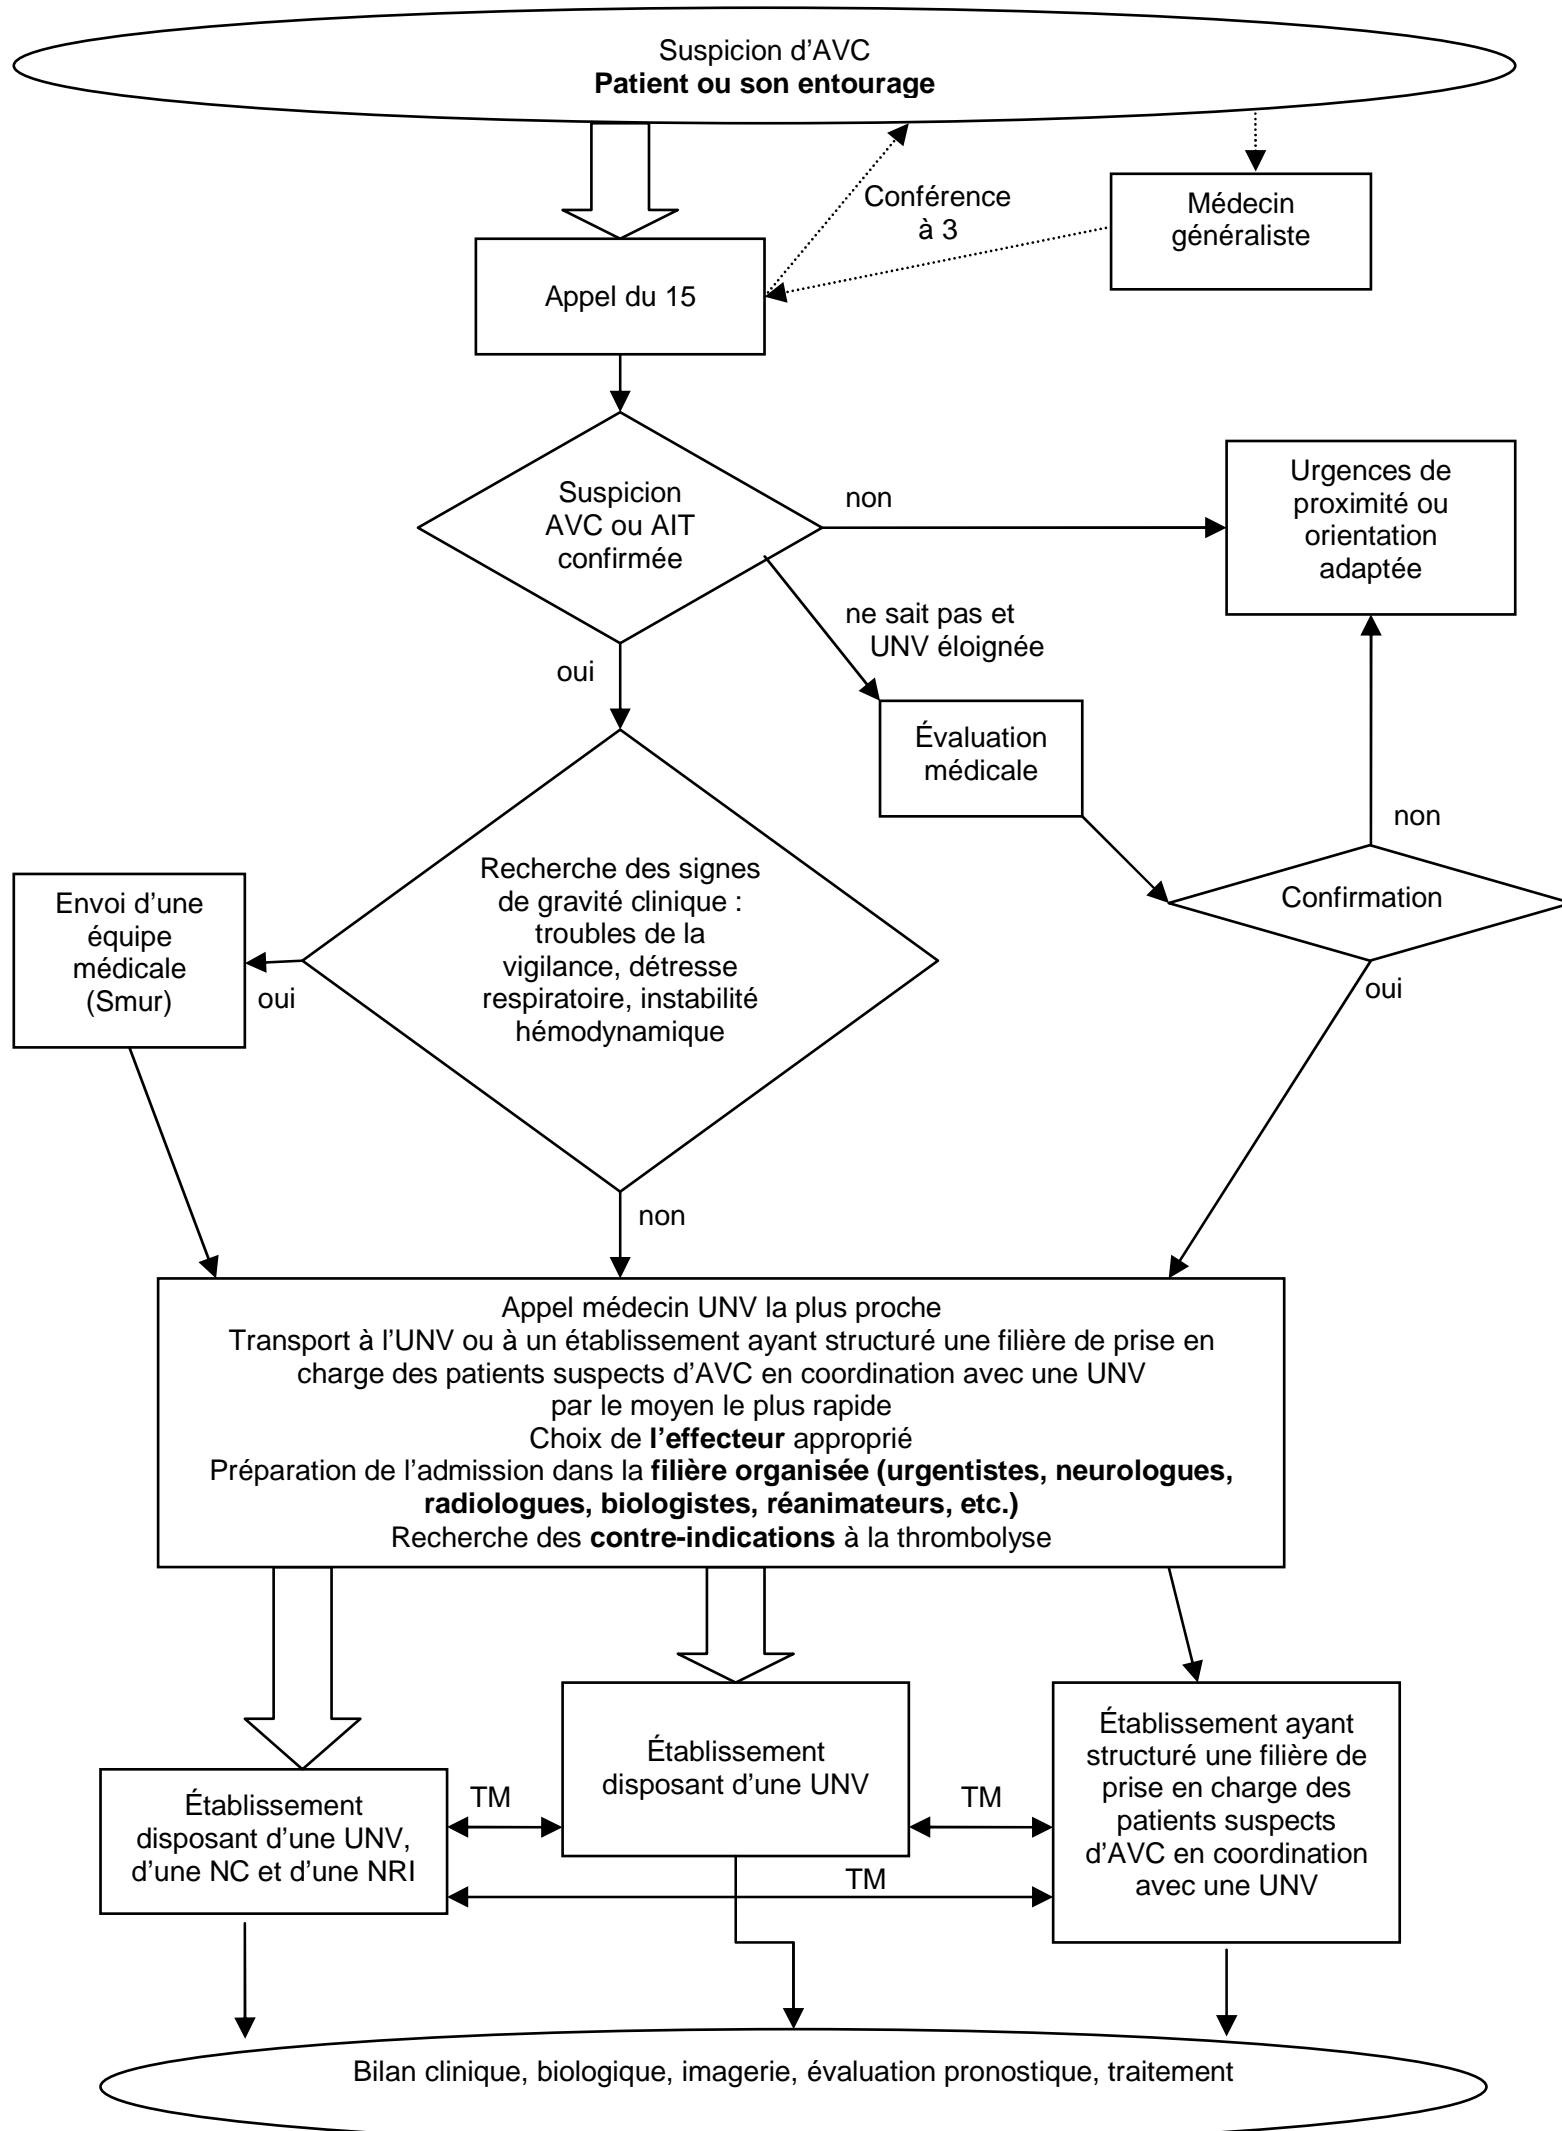 Suspicion d’AVC
Patient ou son entourage
Conférence
à 3
Médecin
généraliste
Appel du 15
Suspicion
AVC ou AIT
confirmée
non
Urgences de
proximité ou
orientation
adaptée
ne sait pas et
UNV éloignée
oui
Évaluation
médicale
non
Confirmation
oui
Recherche des signes
de gravité clinique :
troubles de la
vigilance, détresse
respiratoire, instabilité
hémodynamique
Envoi d’une
équipe
médicale
(Smur)
oui
non
Appel médecin UNV la plus proche
Transport à l’UNV ou à un établissement ayant structuré une filière de prise en
charge des patients suspects d’AVC en coordination avec une UNV
par le moyen le plus rapide
Choix de l’effecteur approprié
Préparation de l’admission dans la filière organisée (urgentistes, neurologues,
radiologues, biologistes, réanimateurs, etc.)
Recherche des contre-indications à la thrombolyse
Établissement
disposant d’une UNV,
d’une NC et d’une NRI
TM
Établissement
disposant d’une UNV
TM
TM
Établissement ayant
structuré une filière de
prise en charge des
patients suspects
d’AVC en coordination
avec une UNV
Bilan clinique, biologique, imagerie, évaluation pronostique, traitement